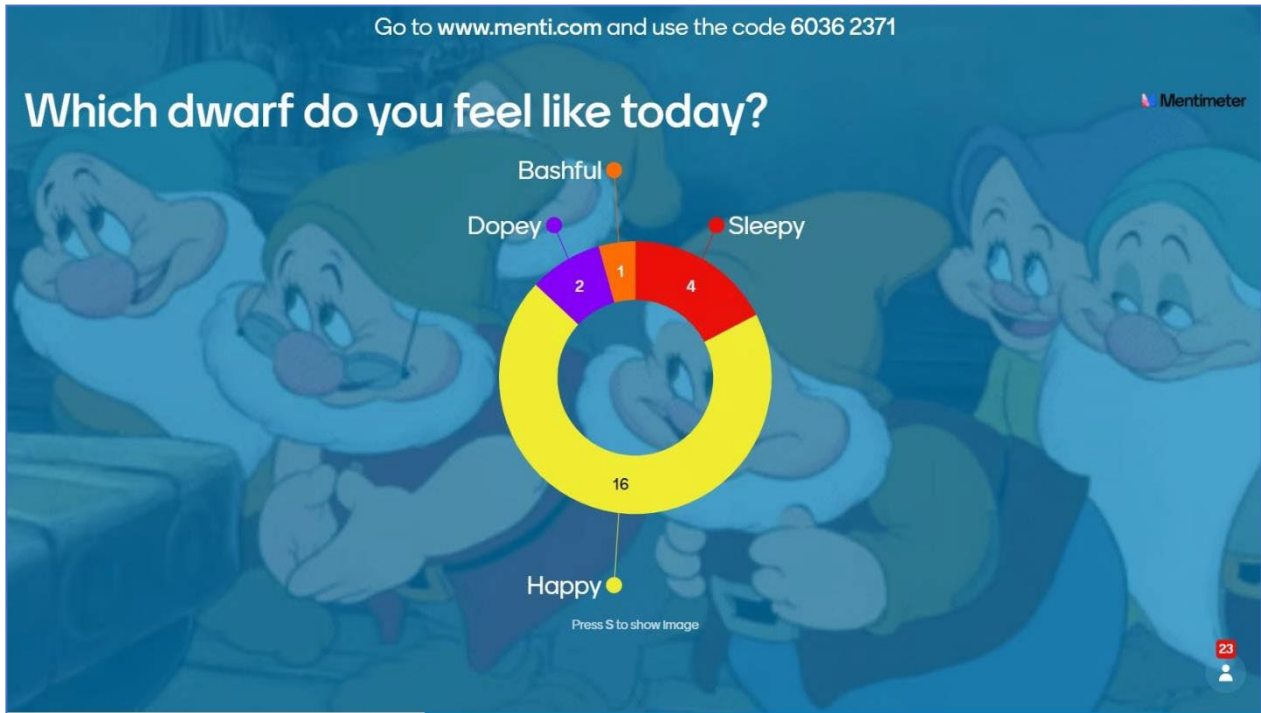 Go to www.menti.com and use the code 6036 2371
Which dwarf do you feel like today?
Mentimeter
Bashful
Dopey
Sleepy
2
1
4
16
Happy
Press S to show image
23